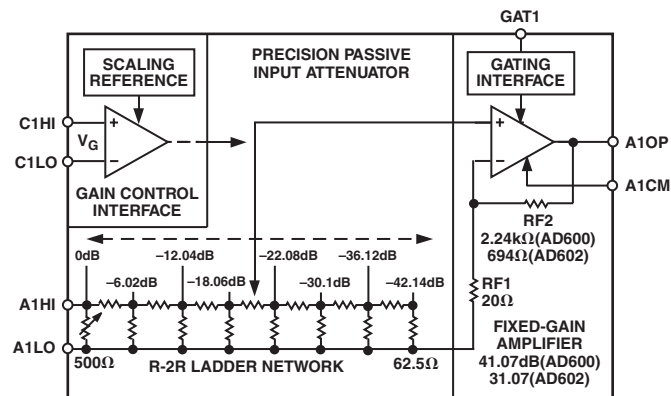 GAT1
SCALING
REFERENCE
PRECISION PASSIVE
INPUT ATTENUATOR
GATING
INTERFACE
C1HI
VG
C1LO
+
−
+
−
A1OP
A1CM
GAIN CONTROL
INTERFACE
RF2
2.24kΩ(AD600)
694Ω(AD602)
0dB
−12.04dB
−22.08dB
−36.12dB
−6.02dB
−18.06dB
−30.1dB
−42.14dB
RF1
20Ω
A1HI
A1LO
500Ω
R-2R LADDER NETWORK
62.5Ω
FIXED-GAIN
AMPLIFIER
41.07dB(AD600)
31.07(AD602)